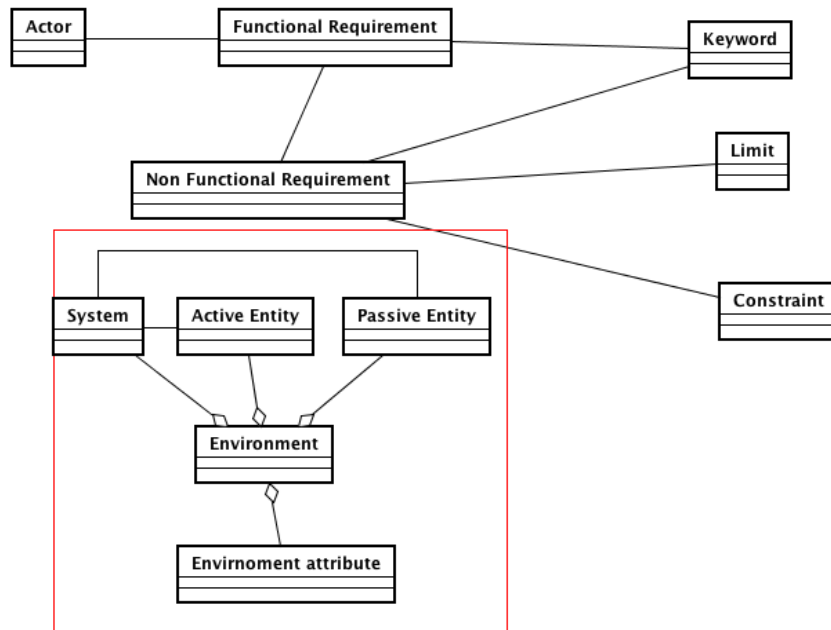 Actor
Functional Requirement
Keyword
Non Functional Requirement
Limit
System
Active Entity
Passive Entity
Constraint
Environment
Envirnoment attribute